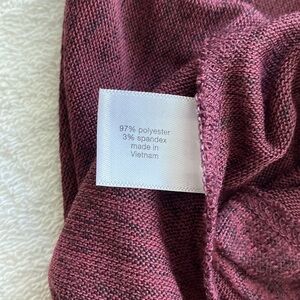 97% polyester
3% spandex
made in
Vietnam